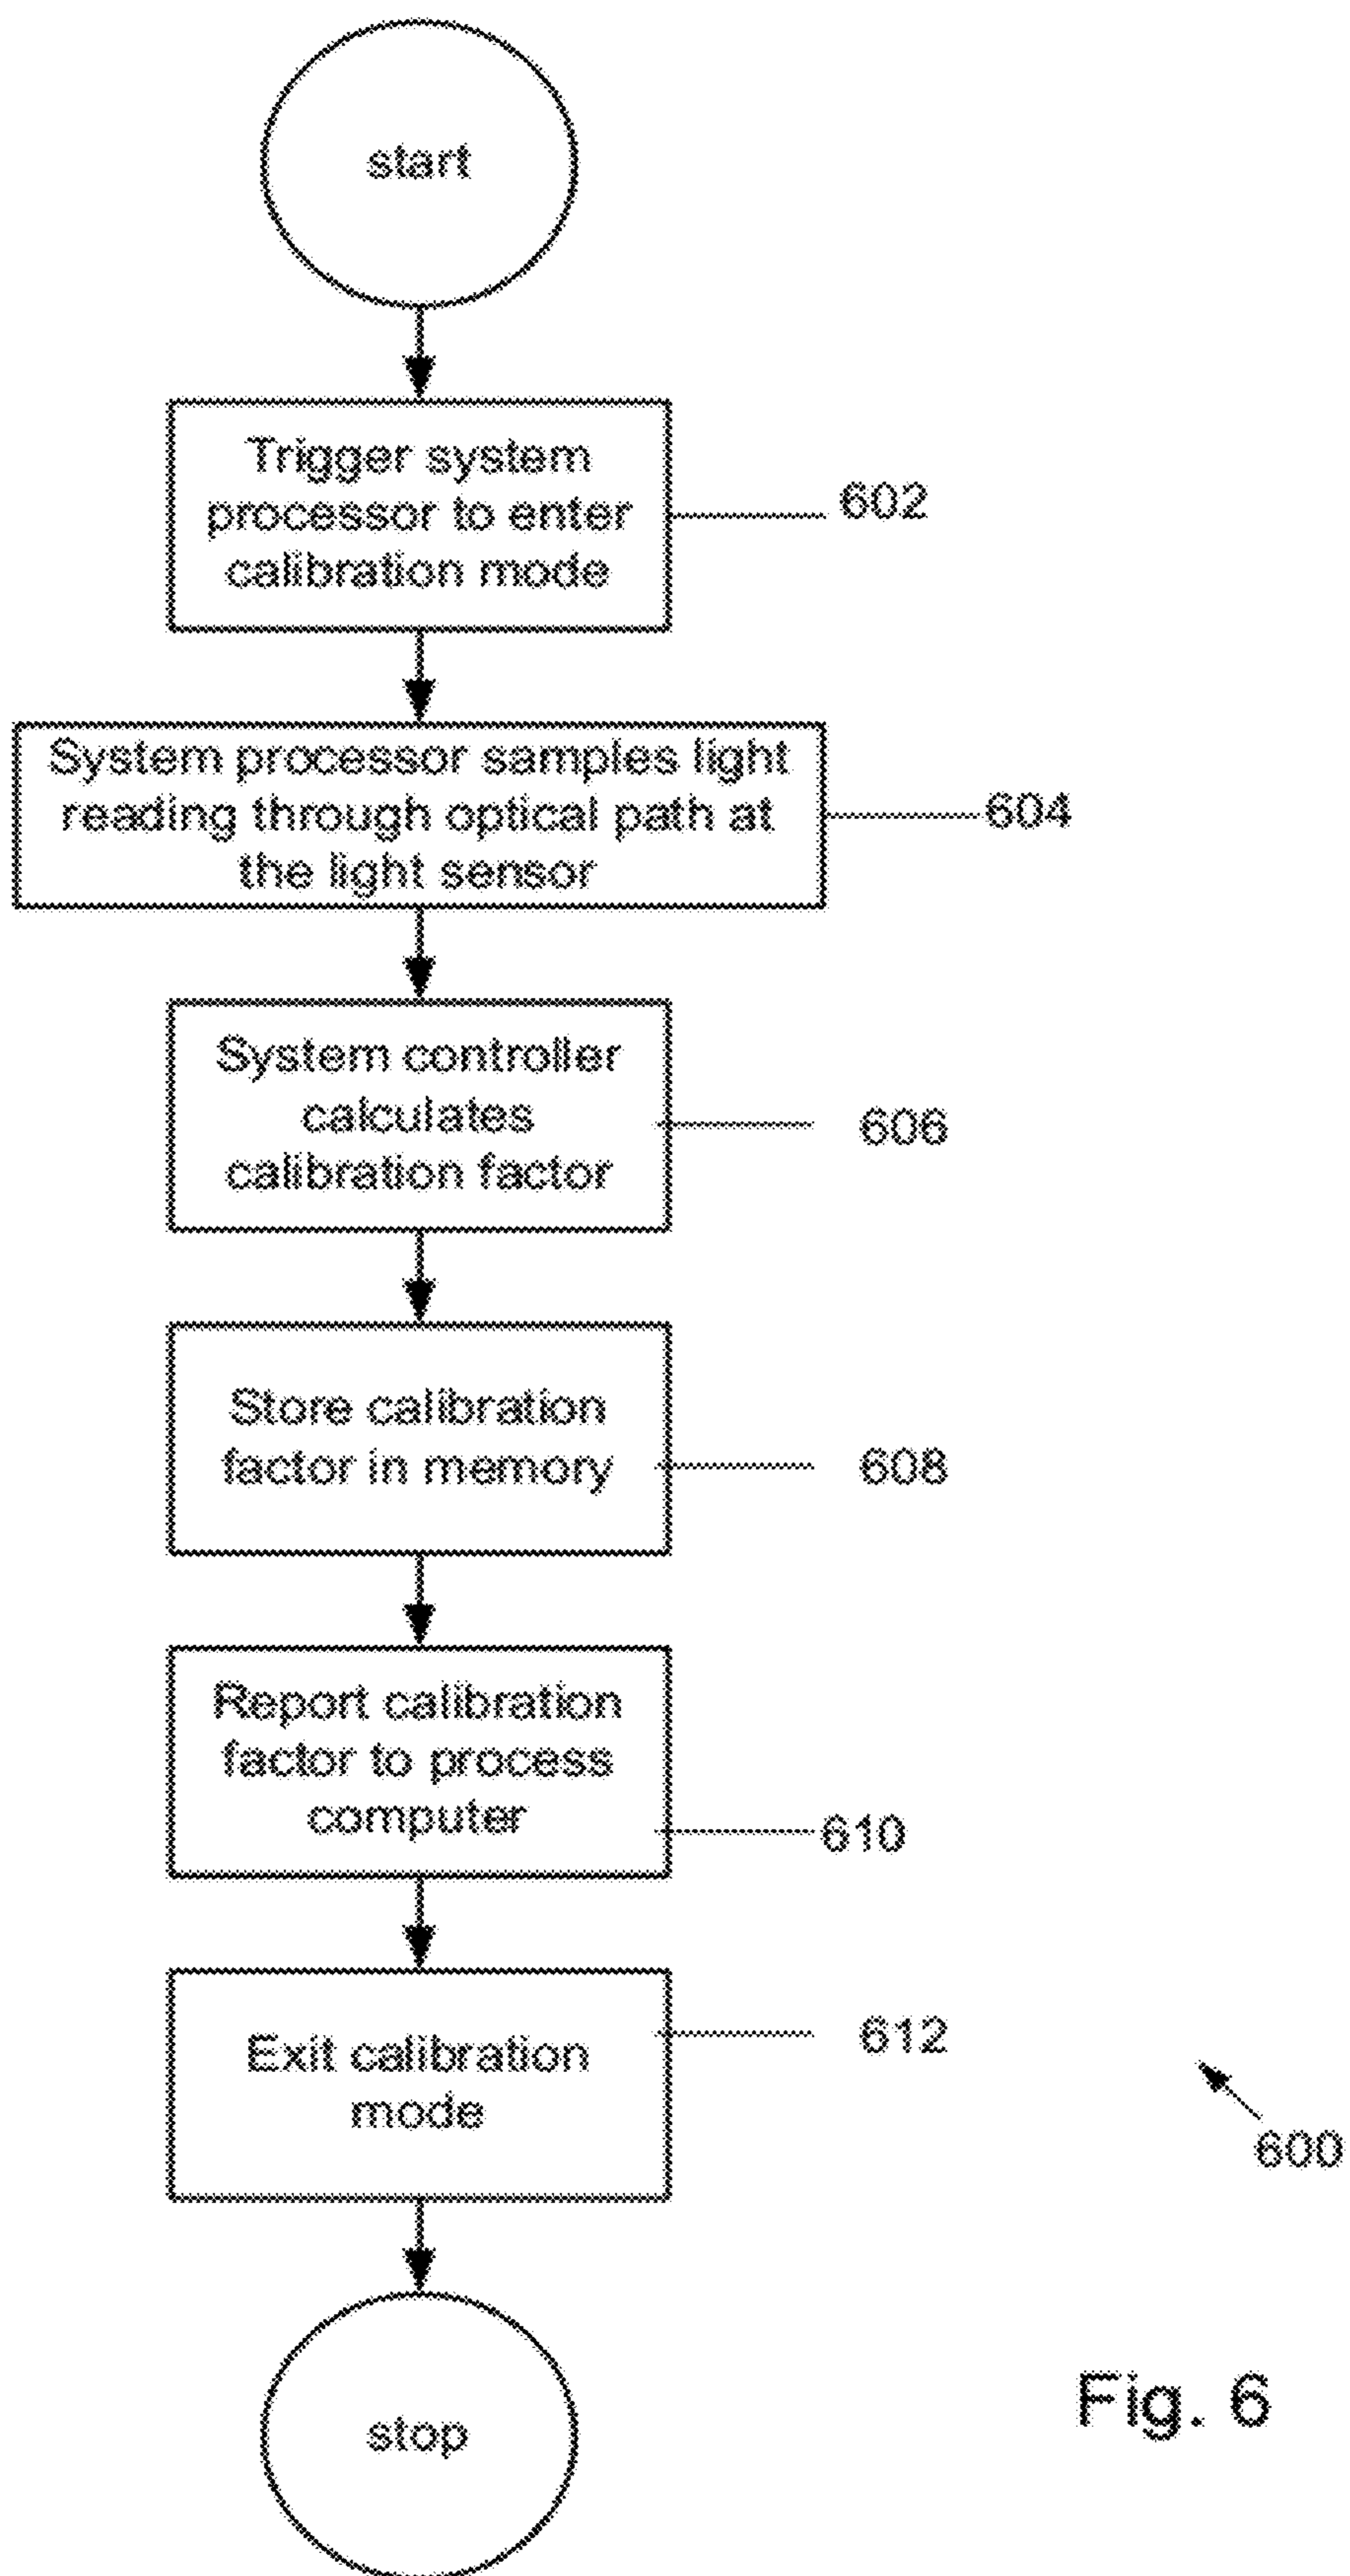 start
Trigger system
processor to enter
calibration mode
602
System processor samples light
reading through optical path at
the light sensor
604
System controller
calculates
calibration factor
606
Store calibration
factor in memory
608
Report calibration
factor to process
computer
610
Exit calibration
mode
612
600
stop
Fig. 6